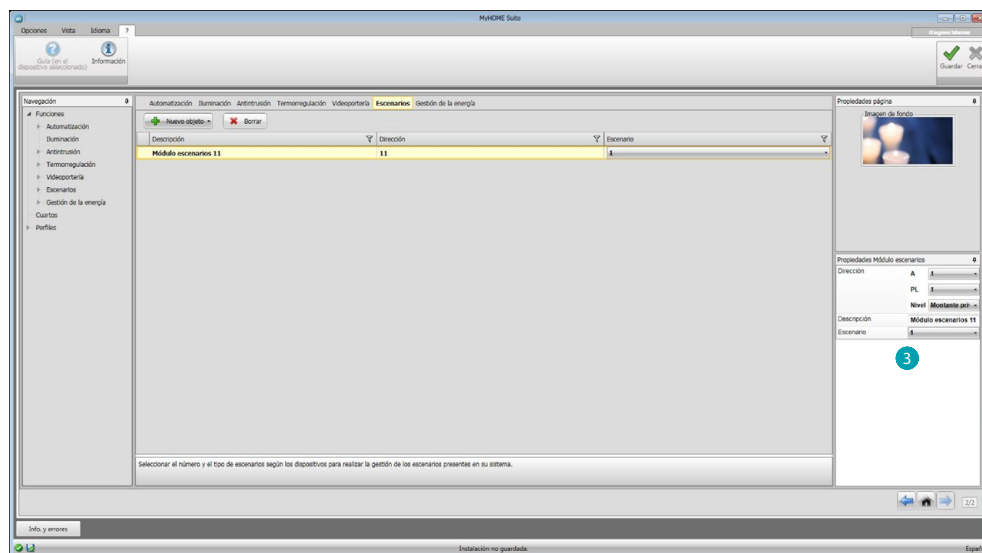 MyHOME Suite
Opciones Vista Idioma ?
Guía (en el dispositivo seleccionado)
Información
Guardar
Navegación
Funciones
Automatización
Iluminación
Antintrusión
Termorregulación
Videoportería
Escenarios
Gestión de la energía
Cuartos
Perfiles
Automatización Iluminación Antintrusión Termorregulación Videoportería Escenarios Gestión de la energía
Nuevo objeto Borrar
Descripción Dirección Escenario
Módulo escenarios 11 11 1
Seleccionar el número y el tipo de escenarios según los dispositivos para realizar la gestión de los escenarios presentes en su sistema.
Propiedades página
Imagen de fondo
Propiedades Módulo escenarios
Dirección A 1
PL 1
Nivel Montante pri
Descripción Módulo escenarios 11
Escenario 1
3
2/2
Info. y errores
Instalación no guardada.